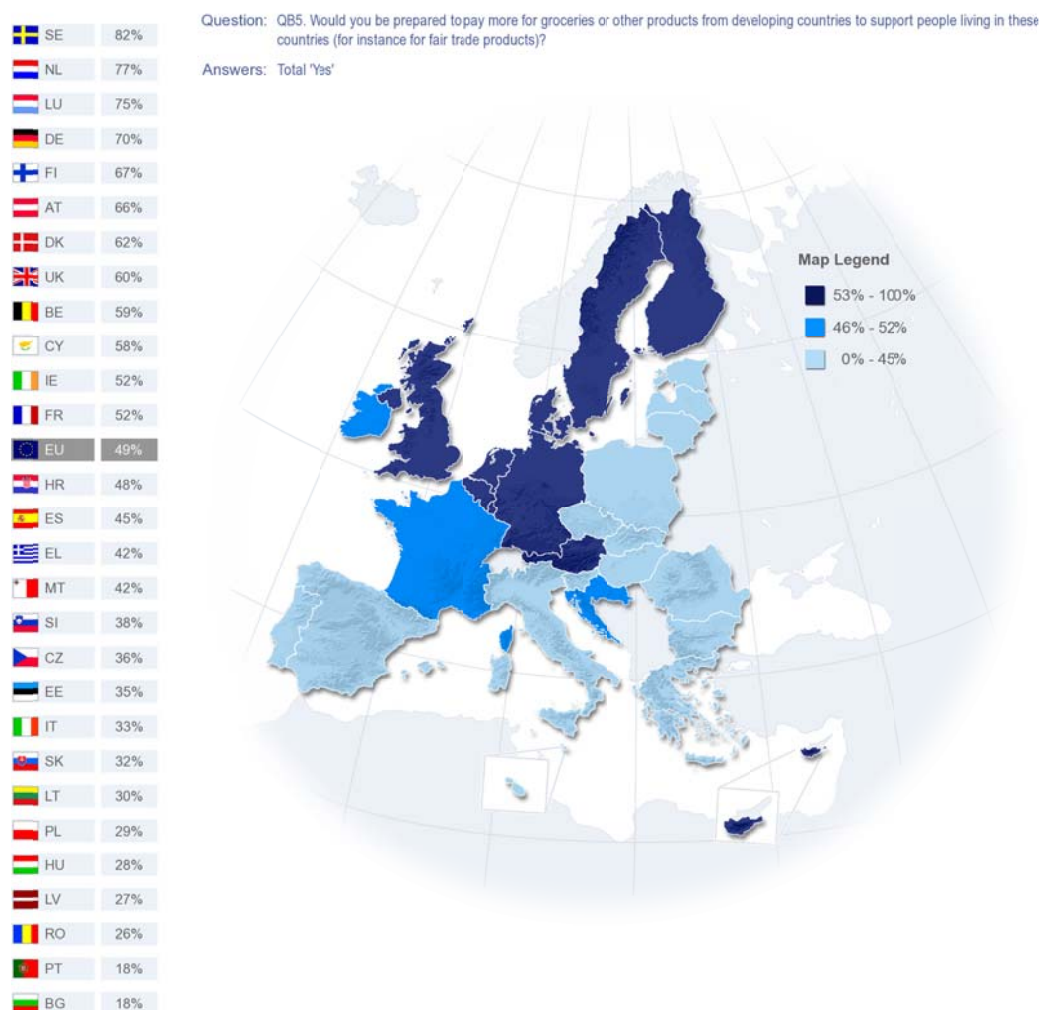 Question: QB5. Would you be prepared to pay more for groceries or other products from developing countries to support people living in these
countries (for instance for fair trade products)?
Answers: Total 'Yes'
SE 82%
NL 77%
LU 75%
DE 70%
FI 67%
AT 66%
DK 62%
UK 60%
BE 59%
CY 58%
IE 52%
FR 52%
EU 49%
HR 48%
ES 45%
EL 42%
MT 42%
SI 38%
CZ 36%
EE 35%
IT 33%
SK 32%
LT 30%
PL 29%
HU 28%
LV 27%
RO 26%
PT 18%
BG 18%
Map Legend
53% - 100%
46% - 52%
0% - 45%